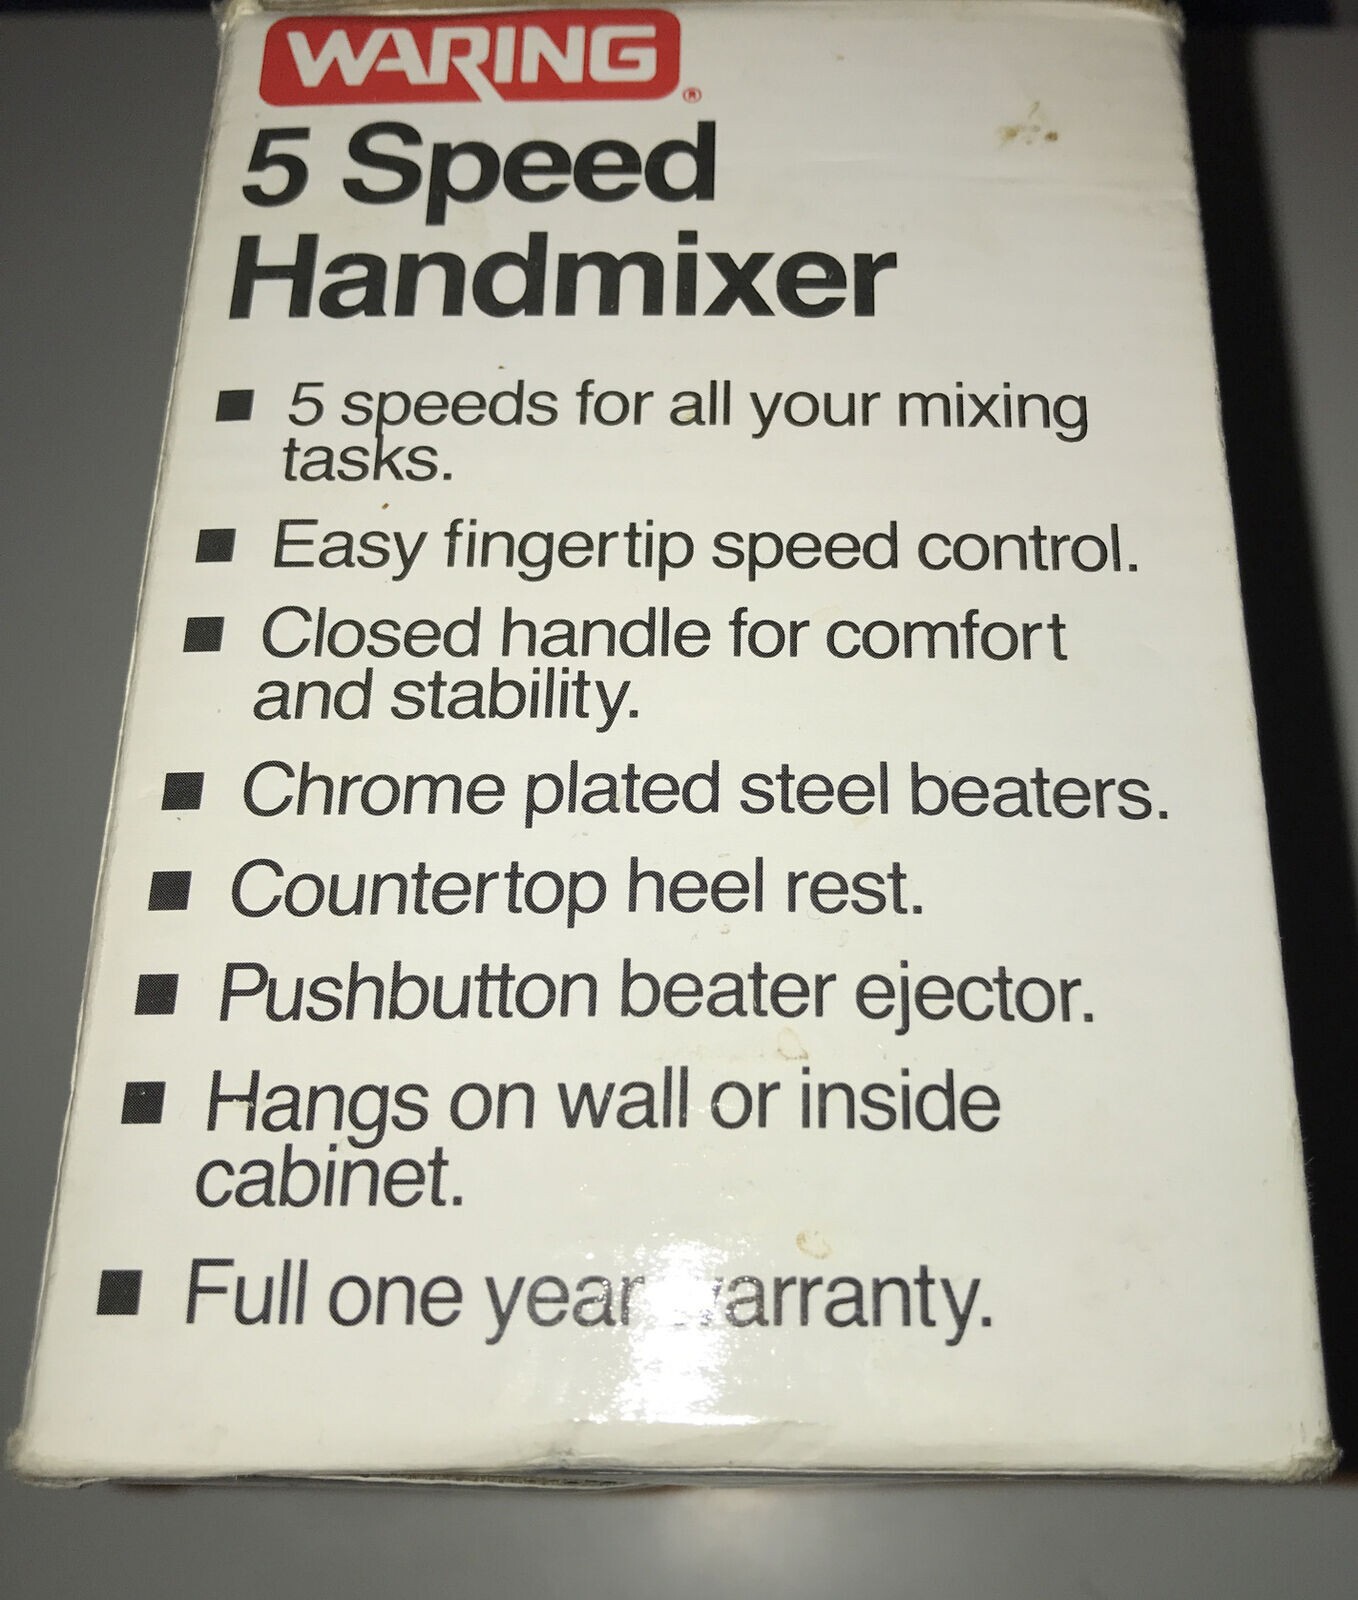 WARING®
5 Speed
Handmixer
■ 5 speeds for all your mixing
tasks.
■ Easy fingertip speed control.
■ Closed handle for comfort
and stability.
■ Chrome plated steel beaters.
■ Countertop heel rest.
■ Pushbutton beater ejector.
■ Hangs on wall or inside
cabinet.
■ Full one year warranty.